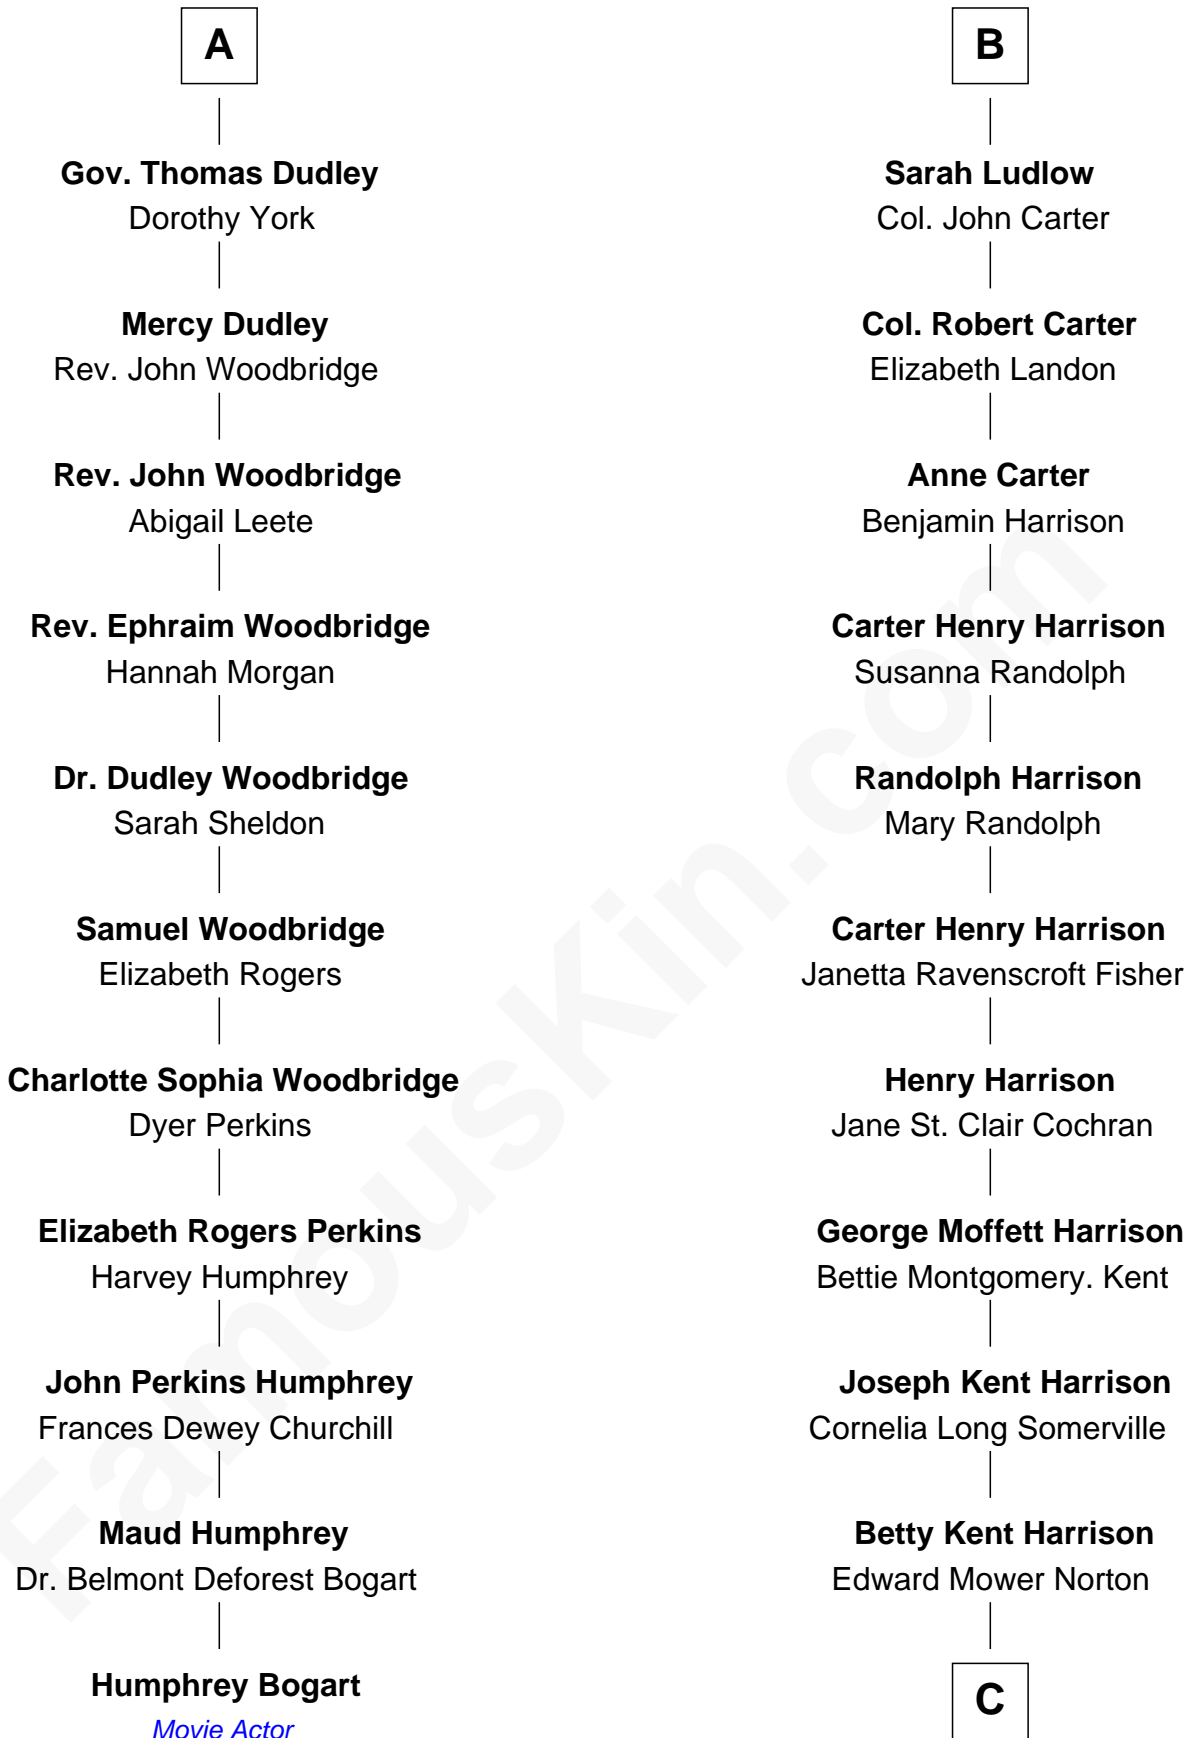 A
Gov. Thomas Dudley
Dorothy York
Mercy Dudley
Rev. John Woodbridge
Rev. John Woodbridge
Abigail Leete
Rev. Ephraim Woodbridge
Hannah Morgan
Dr. Dudley Woodbridge
Sarah Sheldon
Samuel Woodbridge
Elizabeth Rogers
Charlotte Sophia Woodbridge
Dyer Perkins
Elizabeth Rogers Perkins
Harvey Humphrey
John Perkins Humphrey
Frances Dewey Churchill
Maud Humphrey
Dr. Belmont Deforest Bogart
Humphrey Bogart
Movie Actor
B
Sarah Ludlow
Col. John Carter
Col. Robert Carter
Elizabeth Landon
Anne Carter
Benjamin Harrison
Carter Henry Harrison
Susanna Randolph
Randolph Harrison
Mary Randolph
Carter Henry Harrison
Janetta Ravenscroft Fisher
Henry Harrison
Jane St. Clair Cochran
George Moffett Harrison
Bettie Montgomery. Kent
Joseph Kent Harrison
Cornelia Long Somerville
Betty Kent Harrison
Edward Mower Norton
C
FamousKin.com